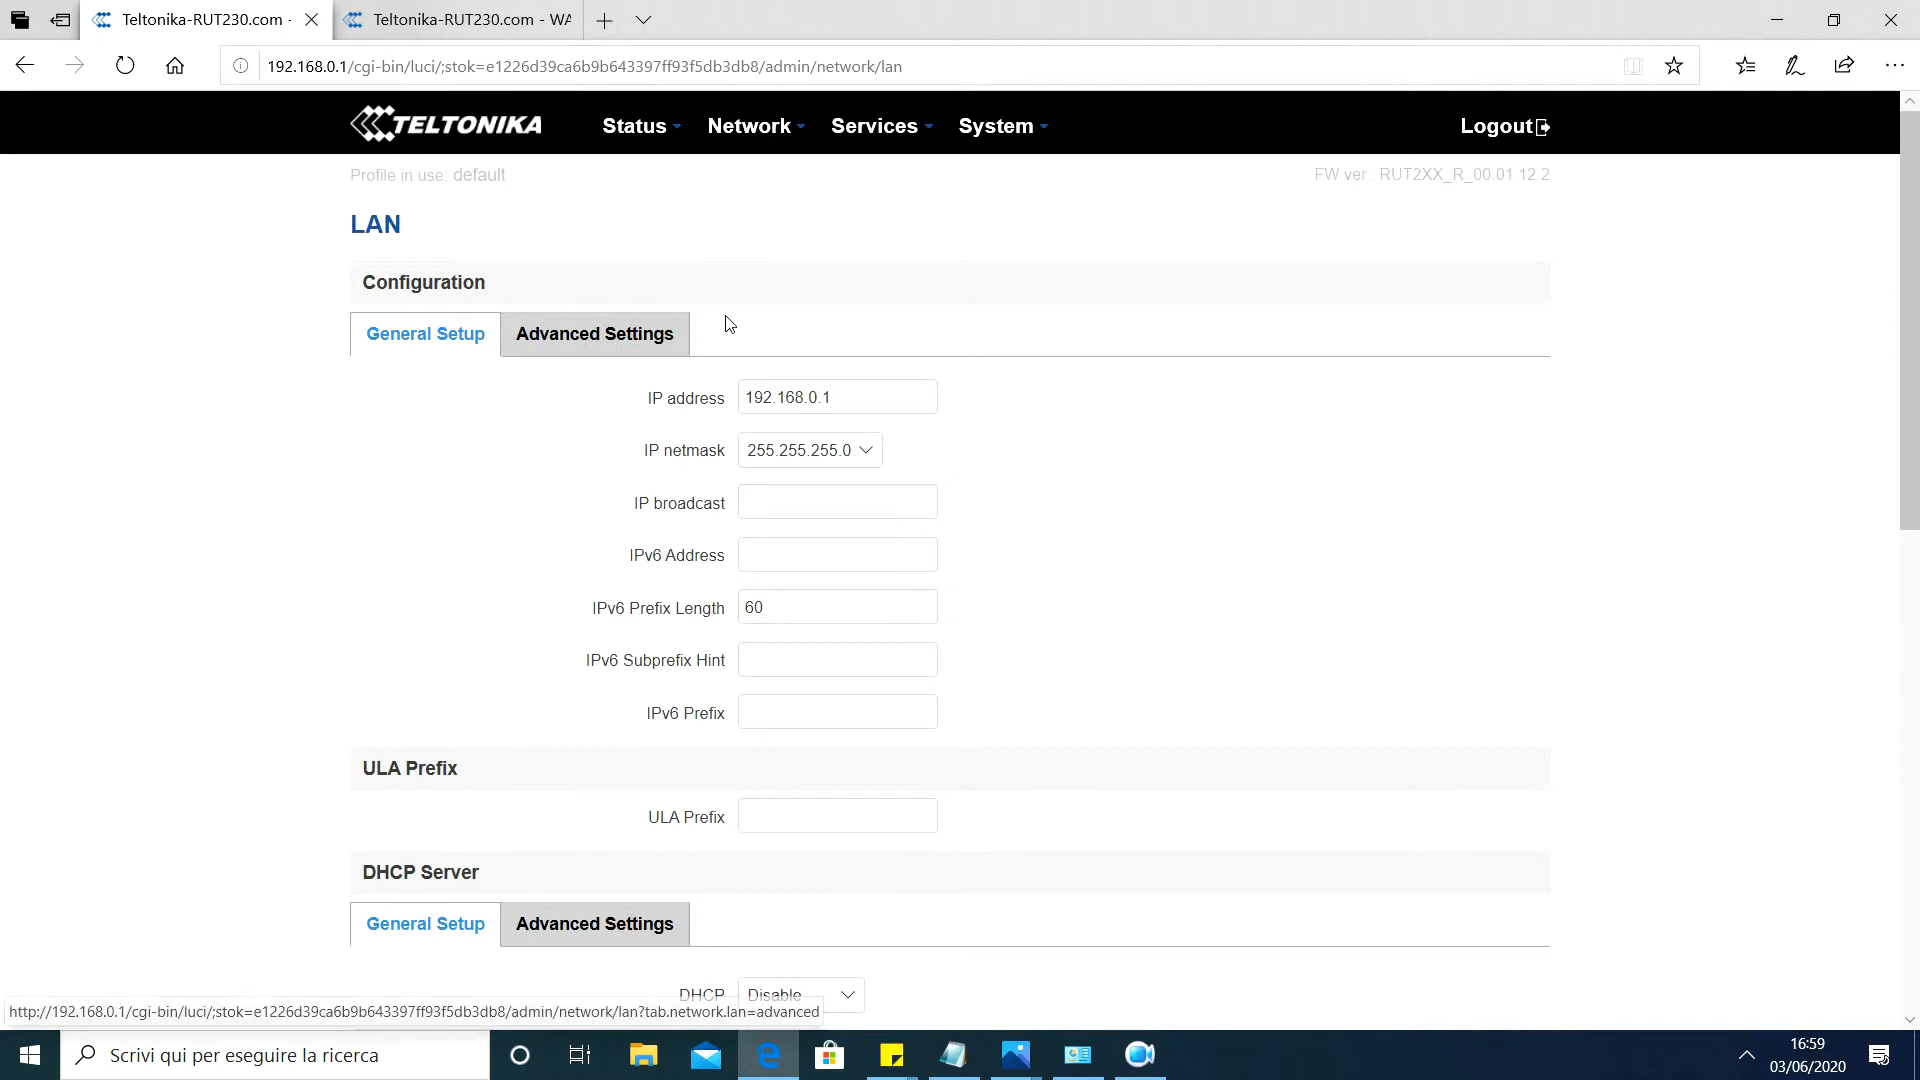 Teltonika-RUT230.com -
Teltonika-RUT230.com - WA
192.168.0.1/cgi-bin/luci/;stok=e1226d39ca6b9b643397ff93f5db3db8/admin/network/lan
TELTONIKA
Status
Network
Services
System
Logout
Profile in use: default
FW ver.: RUT2XX_R_00.01 12.2
LAN
Configuration
General Setup
Advanced Settings
IP address
192.168.0.1
IP netmask
255.255.255.0
IP broadcast
IPv6 Address
IPv6 Prefix Length
60
IPv6 Subprefix Hint
IPv6 Prefix
ULA Prefix
ULA Prefix
DHCP Server
General Setup
Advanced Settings
DHCP
Disable
http://192.168.0.1/cgi-bin/luci/;stok=e1226d39ca6b9b643397ff93f5db3db8/admin/network/lan?tab.network.lan=advanced
Scrivi qui per eseguire la ricerca
16:59
03/06/2020